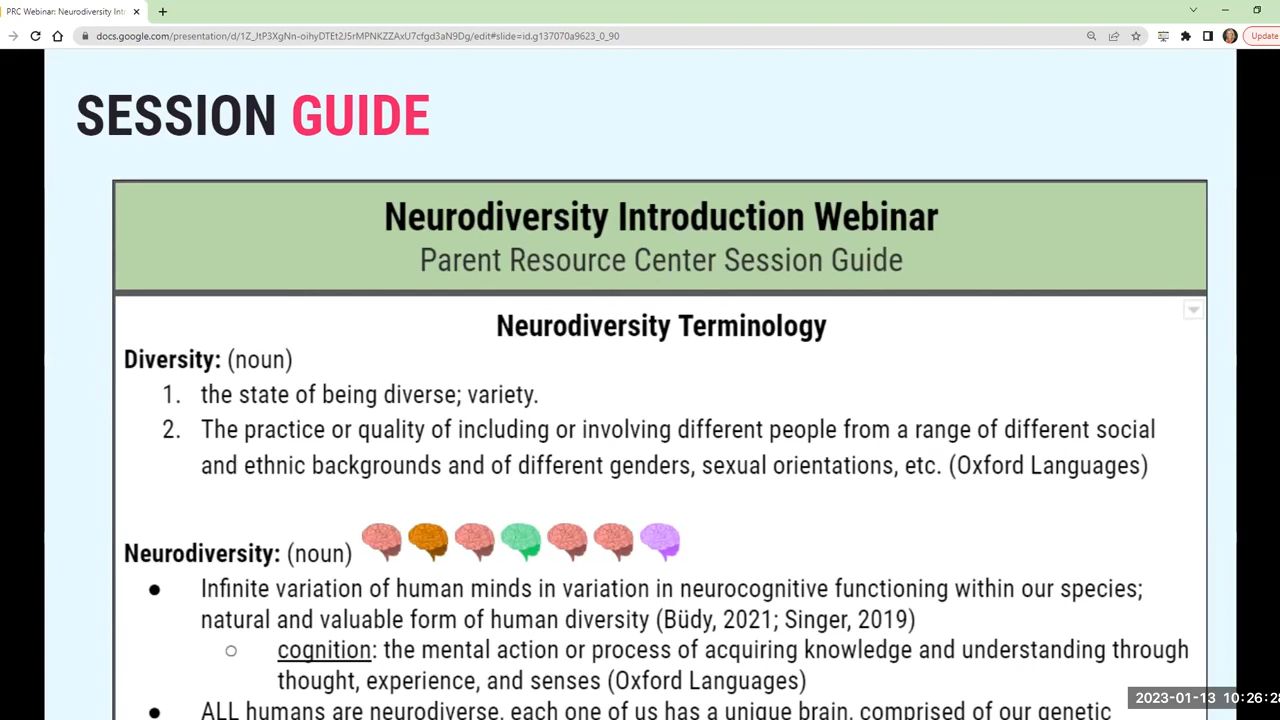 PRC Webinar: Neurodiversity Int
docs.google.com/presentation/d/1Z_JtP3XgNn-oihyDTEt2J5rMPNKZZAxU7cfgd3aN9Dg/edit#slide=id.g137070a9623_0_90
Update
SESSION GUIDE
Neurodiversity Introduction Webinar
Parent Resource Center Session Guide
Neurodiversity Terminology
Diversity: (noun)
1. the state of being diverse; variety.
2. The practice or quality of including or involving different people from a range of different social
and ethnic backgrounds and of different genders, sexual orientations, etc. (Oxford Languages)
Neurodiversity: (noun)
● Infinite variation of human minds in variation in neurocognitive functioning within our species;
natural and valuable form of human diversity (Büdy, 2021; Singer, 2019)
○ cognition: the mental action or process of acquiring knowledge and understanding through
thought, experience, and senses (Oxford Languages)
● ALL humans are neurodiverse, each one of us has a unique brain, comprised of our genetic
2023-01-13 10:26:28